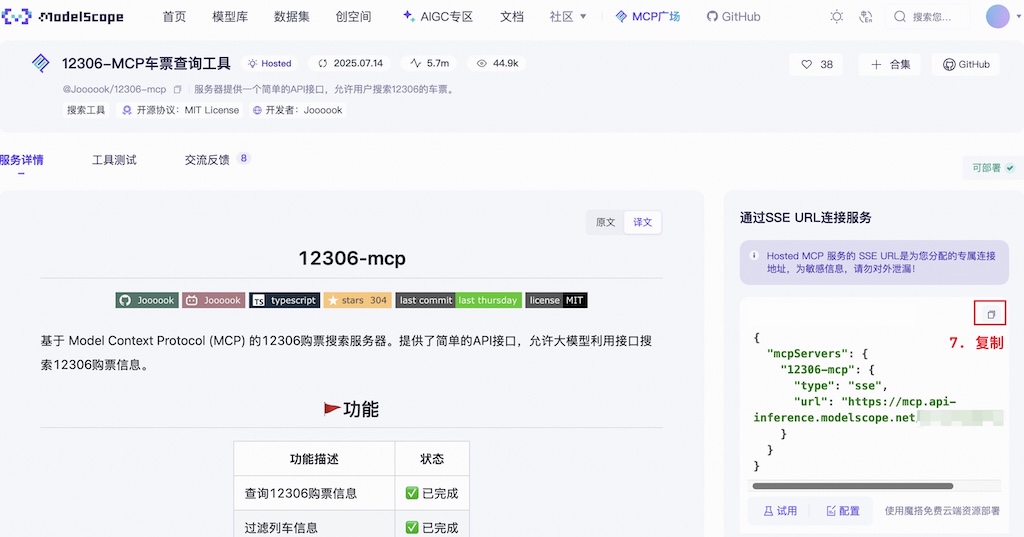 ModelScope 首页 模型库 数据集 创空间 AIGC专区 文档 社区 MCP广场 GitHub 搜索您...
12306-MCP车票查询工具 Hosted 2025.07.14 5.7m 44.9k 38 合集 GitHub
@Joooook/12306-mcp 服务器提供一个简单的API接口，允许用户搜索12306的车票。
搜索工具 开源协议：MIT License 开发者：Joooook
服务详情 工具测试 交流反馈 8
可部署
原文 译文
12306-mcp
Joooook Joooook TS typescript stars 304 last commit last thursday license MIT
基于 Model Context Protocol (MCP) 的12306购票搜索服务器。提供了简单的API接口，允许大模型利用接口搜
索12306购票信息。
功能
功能描述 状态
查询12306购票信息 已完成
过滤列车信息 已完成
通过SSE URL连接服务
Hosted MCP 服务的 SSE URL是为您分配的专属连接
地址，为敏感信息，请勿对外泄漏！
7. 复制
{
"mcpServers": {
"12306-mcp": {
"type": "sse",
"url": "https://mcp.api-
inference.modelscope.net
}
}
}
试用 配置 使用魔搭免费云端资源部署